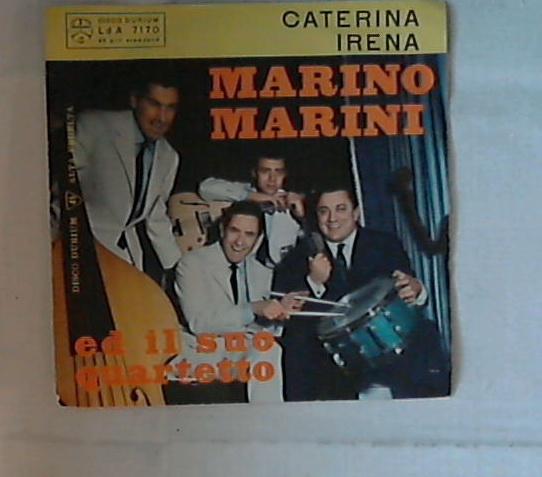 DISCO DURIUM
LdA 7170
CATERINA
IRENA
MARINO
MARINI
DISCO DURIUM ALTA FEDELTA
ed il suo
quartetto